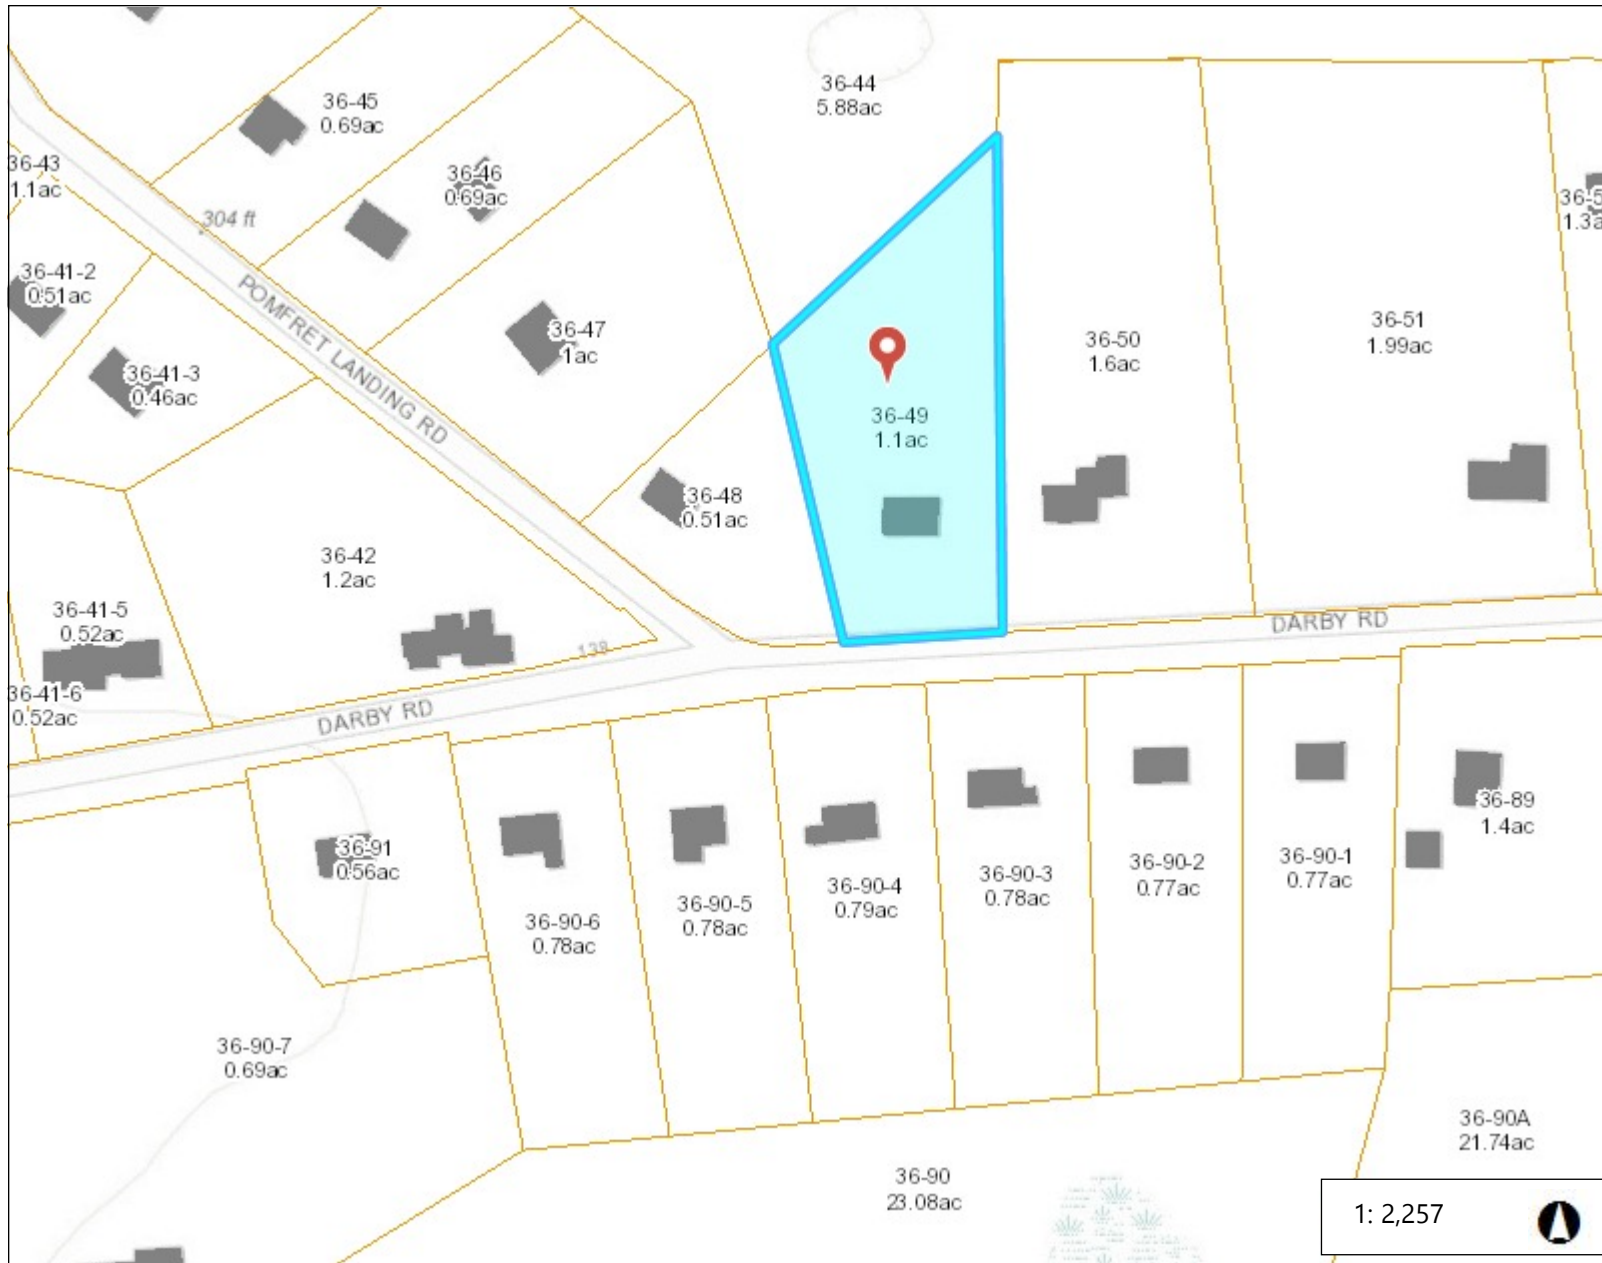 36-44
5.88ac
36-45
0.69ac
36-43
1.1ac
36-46
0.69ac
36-5
1.3a
304 ft
36-41-2
0.51ac
POMFRET LANDING RD
36-47
1ac
36-50
1.6ac
36-51
1.99ac
36-41-3
0.46ac
36-49
1.1ac
36-48
0.51ac
36-42
1.2ac
36-41-5
0.52ac
DARBY RD
138
36-41-6
0.52ac
DARBY RD
36-89
1.4ac
36-91
0.56ac
36-90-1
0.77ac
36-90-2
0.77ac
36-90-3
0.78ac
36-90-4
0.79ac
36-90-5
0.78ac
36-90-6
0.78ac
36-90-7
0.69ac
36-90A
21.74ac
36-90
23.08ac
1: 2,257